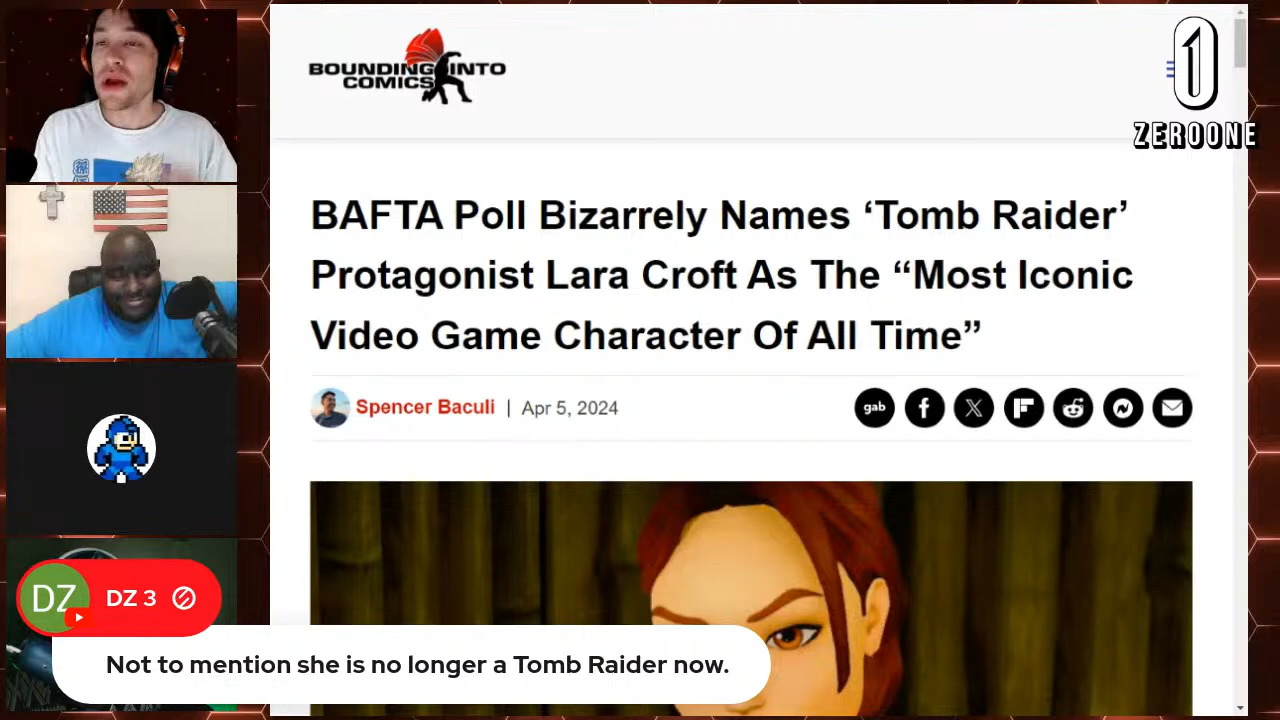 BOUNDING INTO
COMICS
1
ZEROONE
BAFTA Poll Bizarrely Names ‘Tomb Raider’
Protagonist Lara Croft As The “Most Iconic
Video Game Character Of All Time”
Spencer Baculi | Apr 5, 2024
gab
DZ
DZ 3
Not to mention she is no longer a Tomb Raider now.